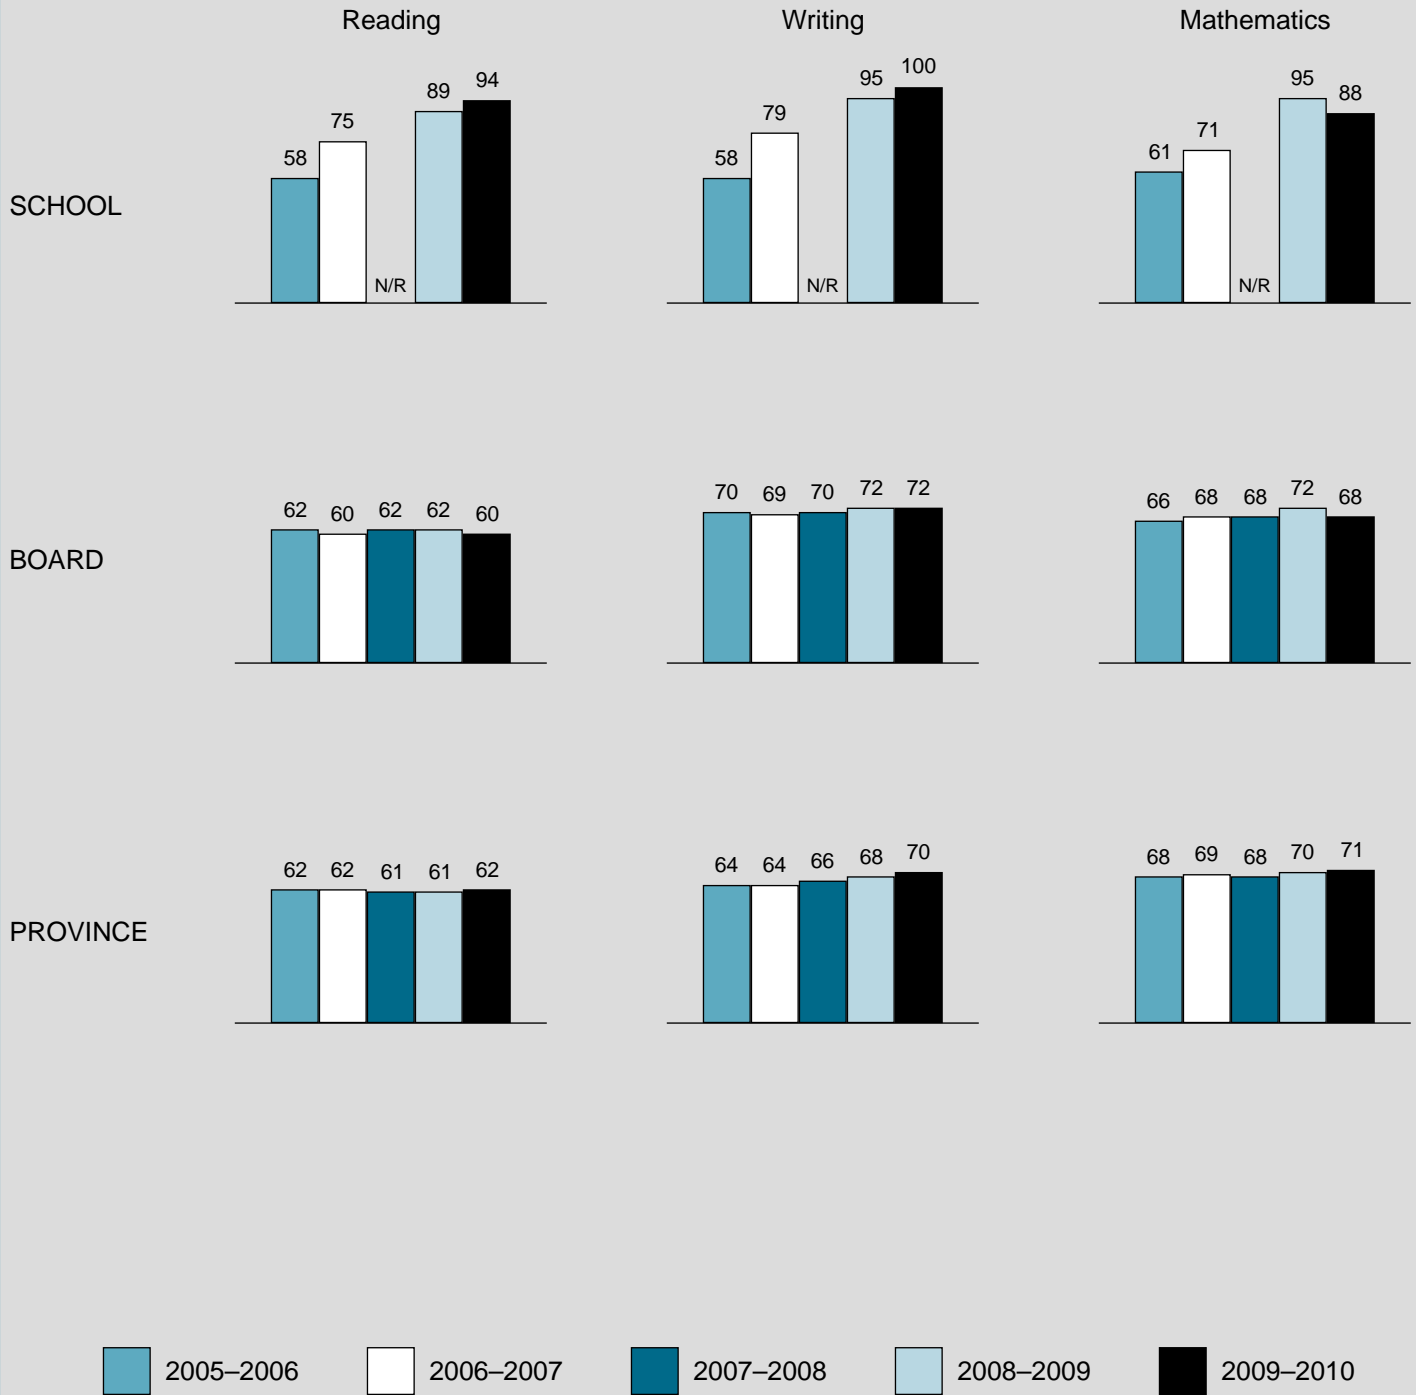 Reading Writing Mathematics
SCHOOL
58 75 N/R 89 94
58 79 N/R 95 100
61 71 N/R 95 88
BOARD
62 60 62 62 60
70 69 70 72 72
66 68 68 72 68
PROVINCE
62 62 61 61 62
64 64 66 68 70
68 69 68 70 71
2005–2006 2006–2007 2007–2008 2008–2009 2009–2010